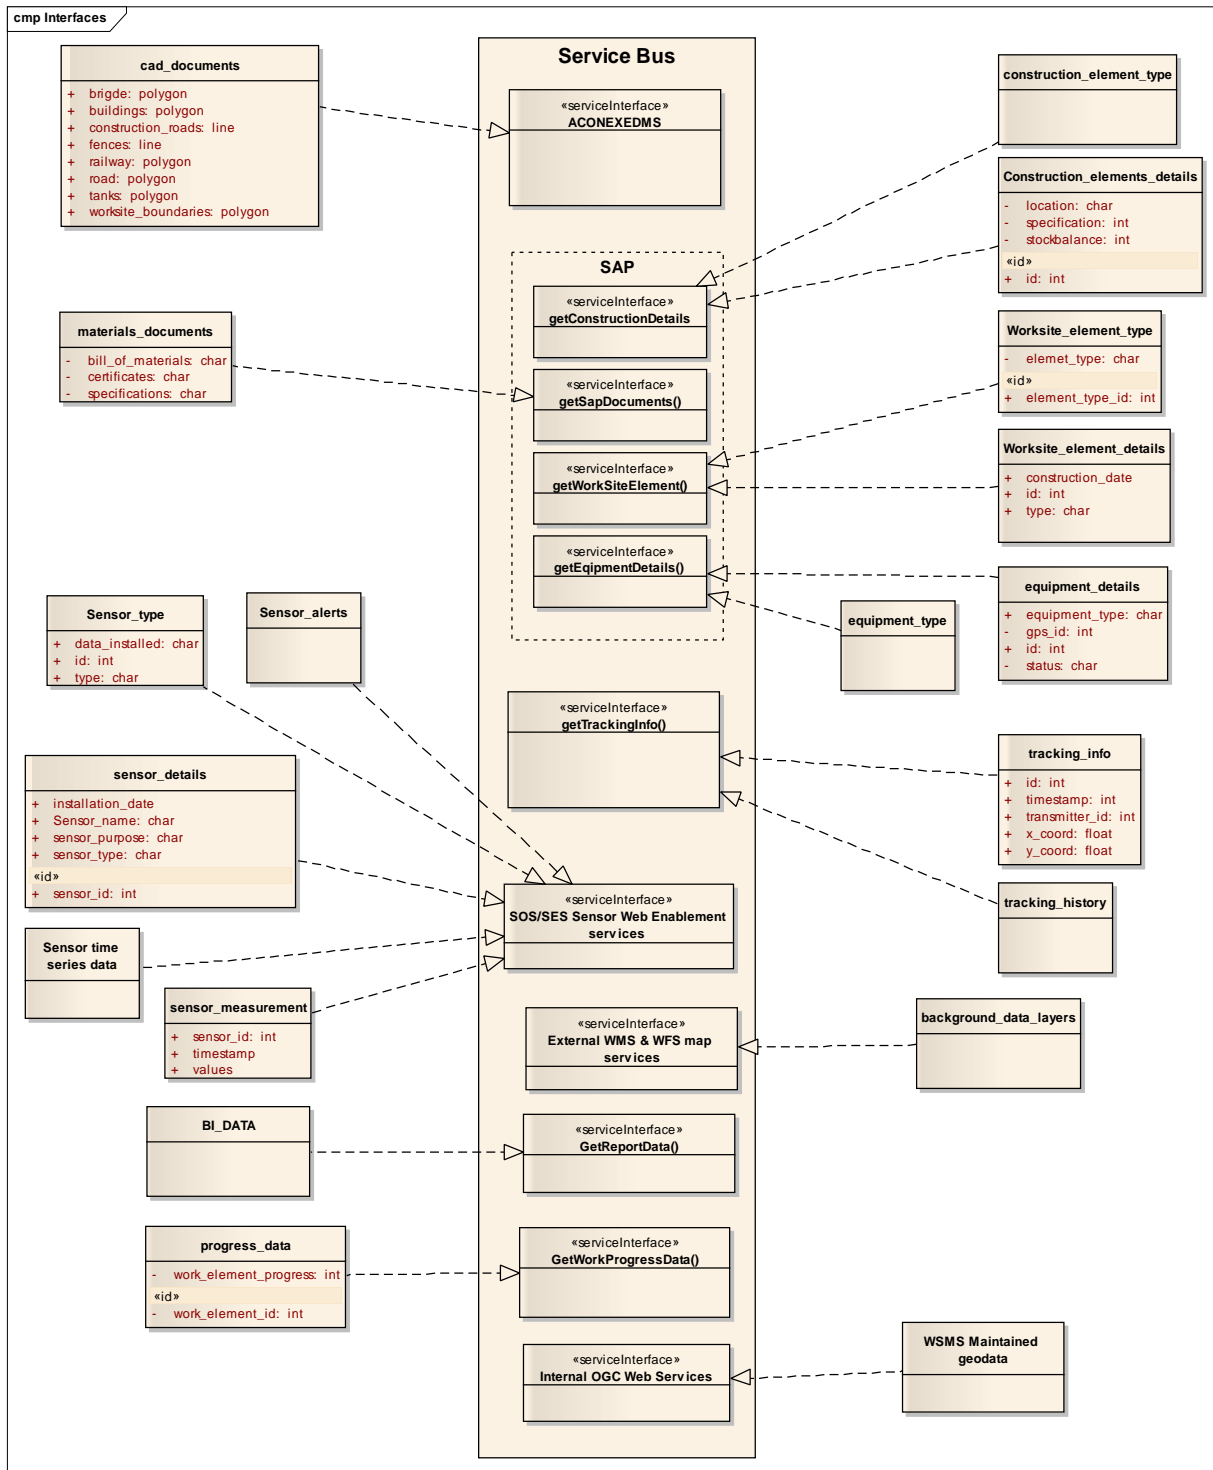 cmp Interfaces
cad_documents
+ brigde: polygon
+ buildings: polygon
+ construction_roads: line
+ fences: line
+ railway: polygon
+ road: polygon
+ tanks: polygon
+ worksite_boundaries: polygon
materials_documents
- bill_of_materials: char
- certificates: char
- specifications: char
Sensor_type
+ data_installed: char
+ id: int
+ type: char
Sensor_alerts
sensor_details
+ installation_date
+ Sensor_name: char
+ sensor_purpose: char
+ sensor_type: char
«id»
+ sensor_id: int
Sensor time
series data
sensor_measurement
+ sensor_id: int
+ timestamp
+ values
BI_DATA
progress_data
- work_element_progress: int
«id»
- work_element_id: int
Service Bus
«serviceInterface»
ACONEXEDMS
SAP
«serviceInterface»
getConstructionDetails
«serviceInterface»
getSapDocuments()
«serviceInterface»
getWorkSiteElement()
«serviceInterface»
getEqipmentDetails()
«serviceInterface»
getTrackingInfo()
«serviceInterface»
SOS/SES Sensor Web Enablement
services
«serviceInterface»
External WMS & WFS map
services
«serviceInterface»
GetReportData()
«serviceInterface»
GetWorkProgressData()
«serviceInterface»
Internal OGC Web Services
construction_element_type
Construction_elements_details
- location: char
- specification: int
- stockbalance: int
«id»
+ id: int
Worksite_element_type
- elemet_type: char
«id»
+ element_type_id: int
Worksite_element_details
+ construction_date
+ id: int
+ type: char
equipment_details
+ equipment_type: char
- gps_id: int
+ id: int
- status: char
equipment_type
tracking_info
+ id: int
+ timestamp: int
+ transmitter_id: int
+ x_coord: float
+ y_coord: float
tracking_history
background_data_layers
WSMS Maintained
geodata